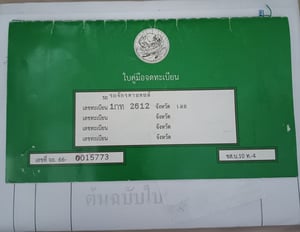 ใบคู่มือจดทะเบียน
รถ รถจักรยานยนต์
เลขทะเบียน 1กท 2612 จังหวัด เลย
เลขทะเบียน จังหวัด
เลขทะเบียน จังหวัด
เลขทะเบียน จังหวัด
เลขที่ จย. 66- 0015773
ขส.บ.10 ท.-4
ต้นฉบับใบ